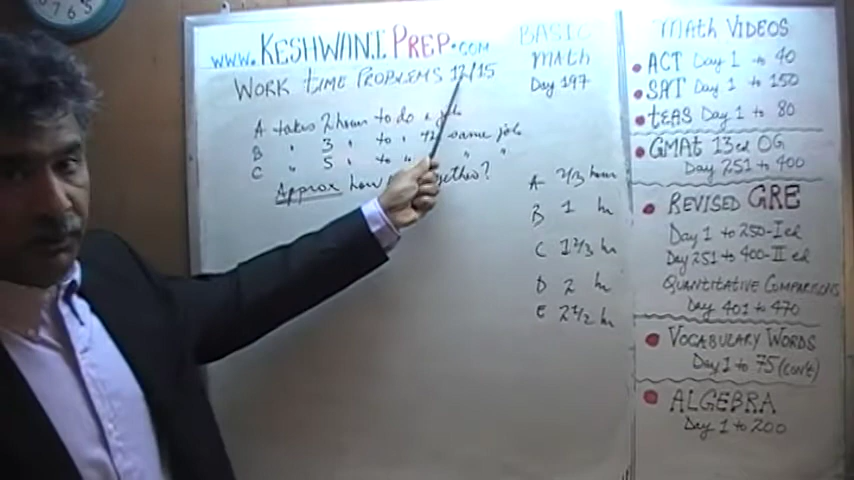 6
5
www.KESHWANIPREP.com
WORK TIME PROBLEMS 12/15
A takes 2 hours to do a job
B " 3 " to " the same job
C " 5 " to " " "
Approx how together?
BASIC
MATH
Day 197
A 2/3 hour
B 1 hr
C 1 2/3 hr
D 2 hr
E 2 1/2 hr
MATH VIDEOS
ACT Day 1 to 40
SAT Day 1 to 150
TEAS Day 1 to 80
GMAT 13ed OG
Day 251 to 400
REVISED GRE
Day 1 to 250-I ed
Day 251 to 400-II ed
QUANTITATIVE COMPARISONS
Day 401 to 470
VOCABULARY WORDS
Day 1 to 75 (con't)
ALGEBRA
Day 1 to 200